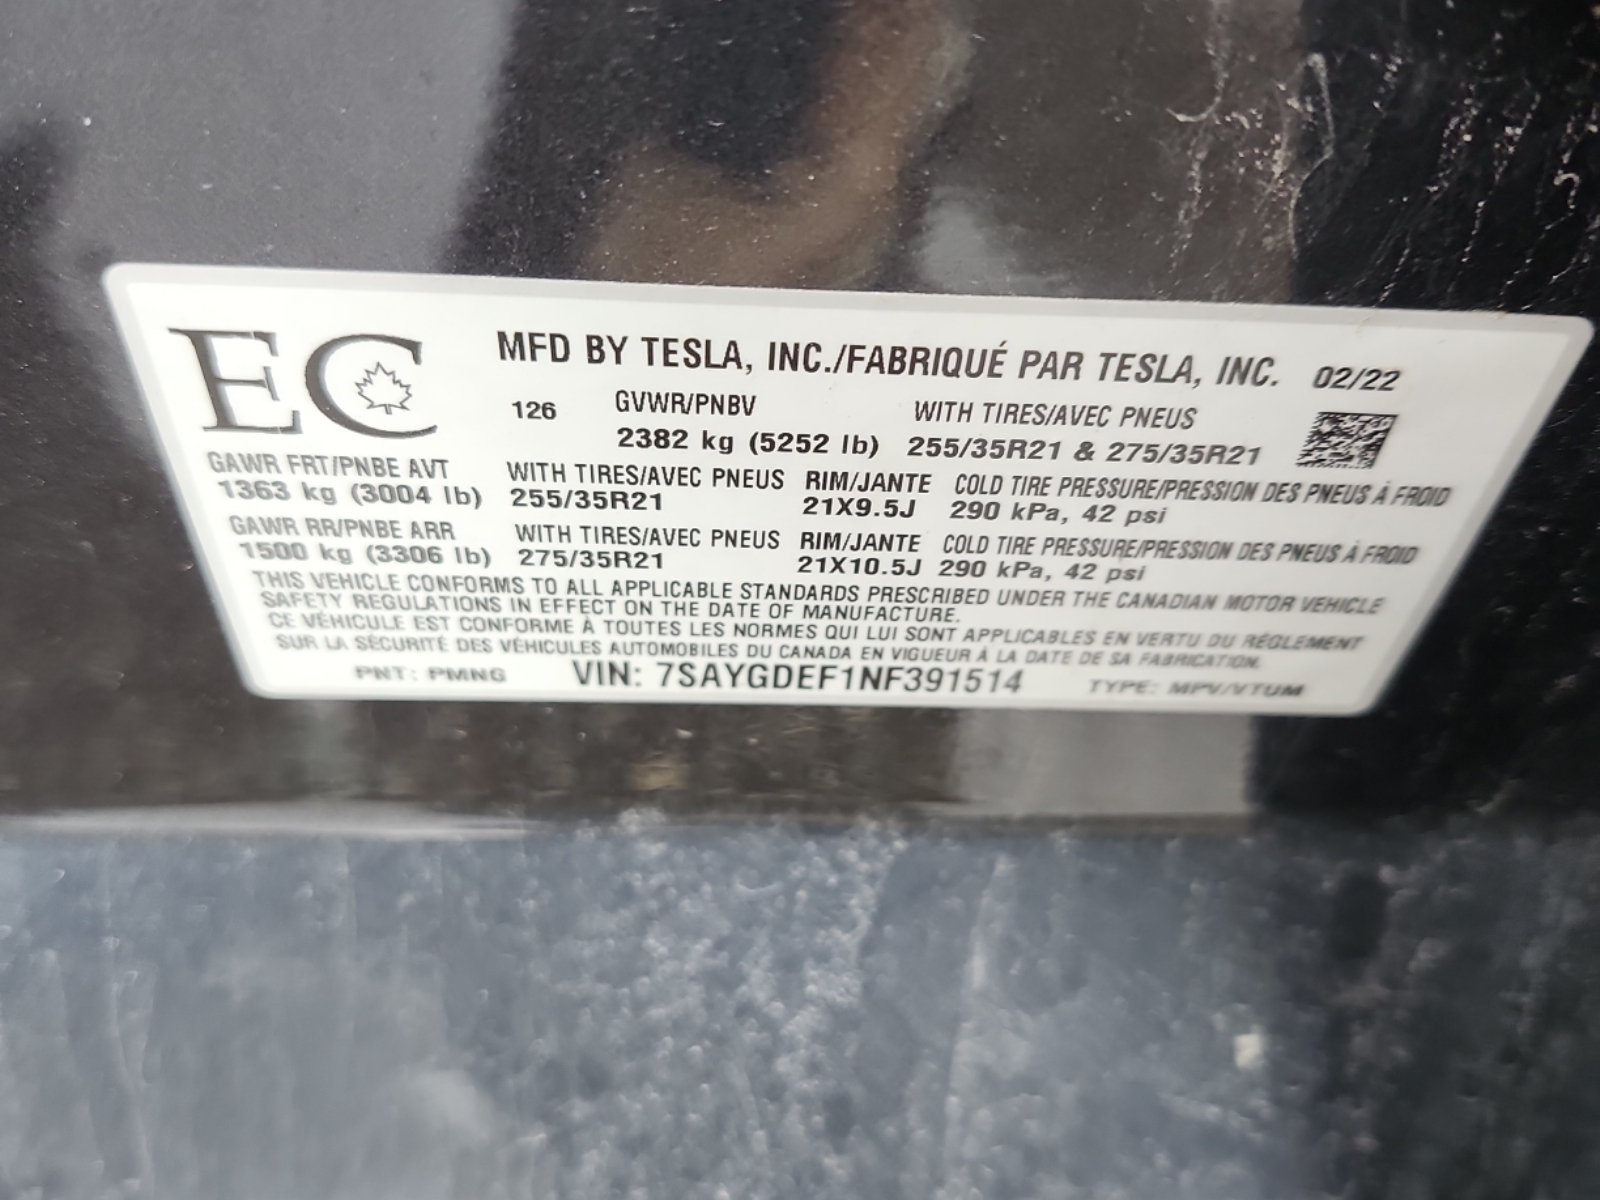 EC
MFD BY TESLA, INC./FABRIQUÉ PAR TESLA, INC. 02/22
126 GVWR/PNBV WITH TIRES/AVEC PNEUS
2382 kg (5252 lb) 255/35R21 & 275/35R21
GAWR FRT/PNBE AVT WITH TIRES/AVEC PNEUS RIM/JANTE COLD TIRE PRESSURE/PRESSION DES PNEUS À FROID
1363 kg (3004 lb) 255/35R21 21X9.5J 290 kPa, 42 psi
GAWR RR/PNBE ARR WITH TIRES/AVEC PNEUS RIM/JANTE COLD TIRE PRESSURE/PRESSION DES PNEUS À FROID
1500 kg (3306 lb) 275/35R21 21X10.5J 290 kPa, 42 psi
THIS VEHICLE CONFORMS TO ALL APPLICABLE STANDARDS PRESCRIBED UNDER THE CANADIAN MOTOR VEHICLE
SAFETY REGULATIONS IN EFFECT ON THE DATE OF MANUFACTURE.
CE VÉHICULE EST CONFORME À TOUTES LES NORMES QUI LUI SONT APPLICABLES EN VERTU DU RÉGLEMENT
SUR LA SÉCURITÉ DES VÉHICULES AUTOMOBILES DU CANADA EN VIGUEUR À LA DATE DE SA FABRICATION.
PNT: PMNG VIN: 7SAYGDEF1NF391514 TYPE: MPV/VTUM